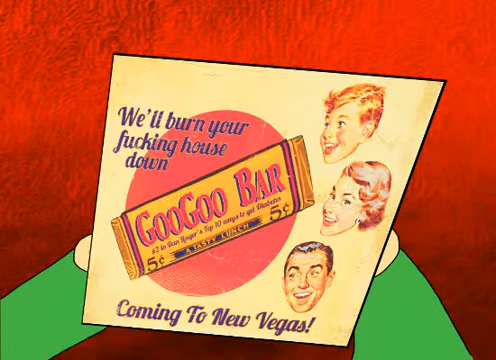 We'll burn your
fucking house
down
GooGoo Bar
#2 in Dan Yeager's Top 10 ways to get Diabetes
5¢ A TASTY LUNCH 5¢
Coming To New Vegas!